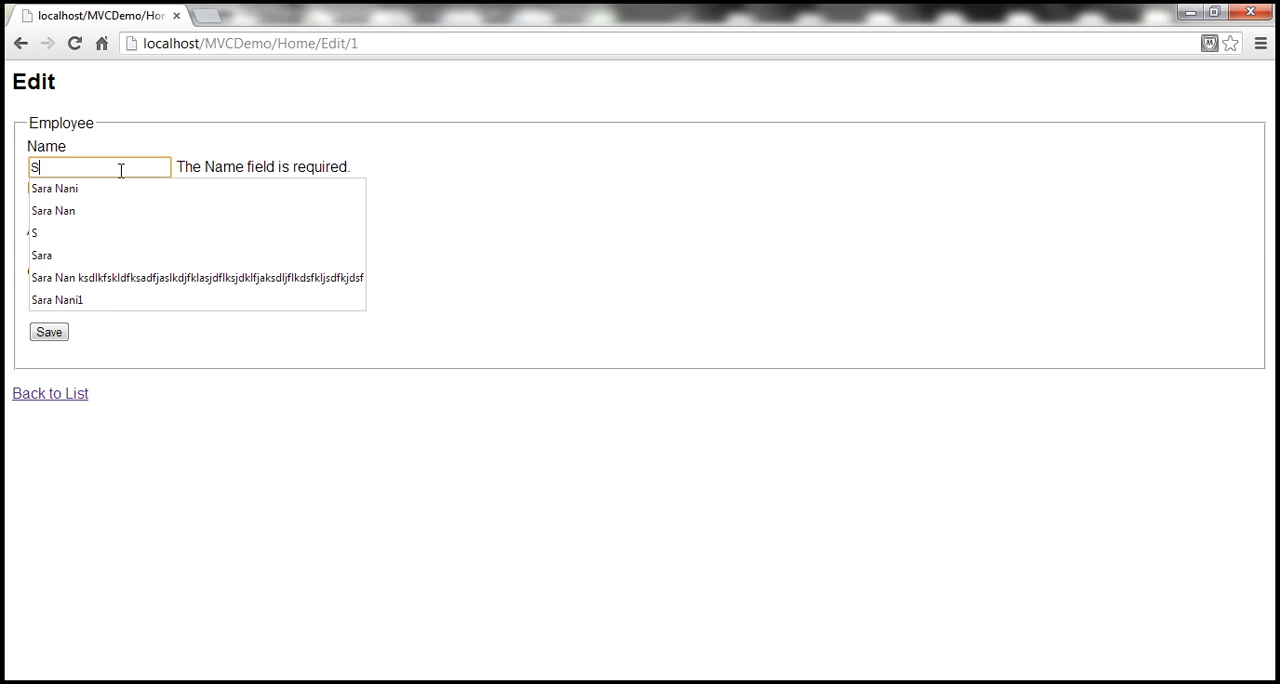 localhost/MVCDemo/Hor
localhost/MVCDemo/Home/Edit/1
Edit
Employee
Name
S The Name field is required.
Sara Nani
Sara Nan
S
Sara
Sara Nan ksdlkfskldfksadfjaslkdjfklasjdflksjdklfjaksdljflkdsfkljsdfkjdsf
Sara Nani1
Save
Back to List